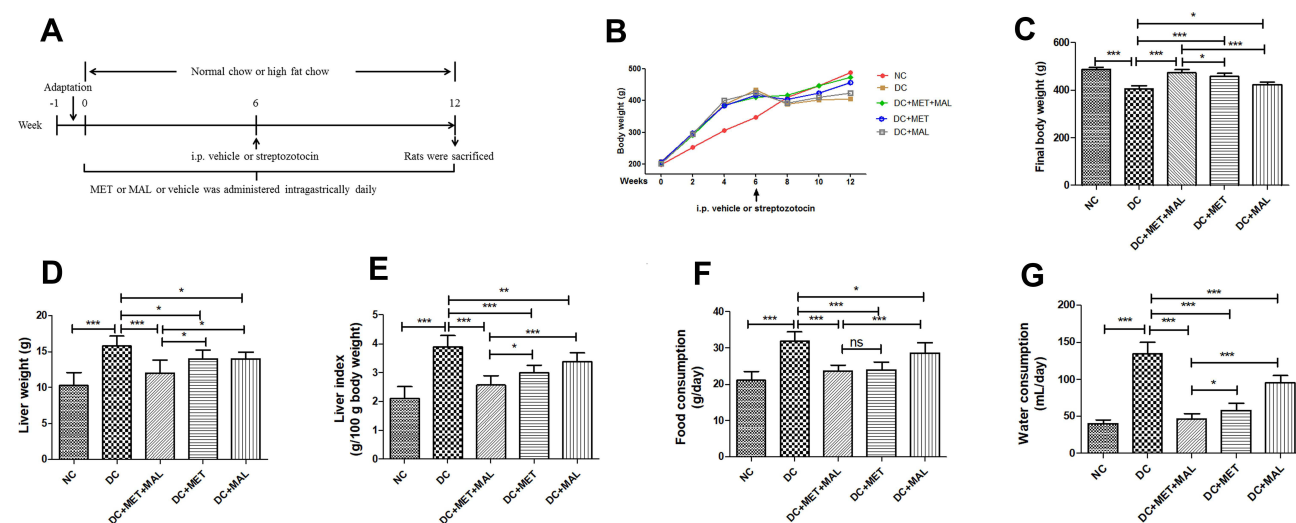 A
Normal chow or high fat chow
Adaptation
-1 0 6 12
Week
i.p. vehicle or streptozotocin
Rats were sacrificed
MET or MAL or vehicle was administered intragastrically daily
B
Body weight (g)
500
400
300
200
Weeks 0 2 4 6 8 10 12
i.p. vehicle or streptozotocin
NC
DC
DC+MET+MAL
DC+MET
DC+MAL
C
Final body weight (g)
600
400
200
0
*
***
*** *** ***
*
NC DC DC+MET+MAL DC+MET DC+MAL
D
Liver weight (g)
20
15
10
5
0
*
*
*** *** *
*
NC DC DC+MET+MAL DC+MET DC+MAL
E
Liver index
(g/100 g body weight)
5
4
3
2
1
0
**
***
*** ***
***
*
NC DC DC+MET+MAL DC+MET DC+MAL
F
Food consumption
(g/day)
40
30
20
10
0
*
***
*** *** ***
ns
NC DC DC+MET+MAL DC+MET DC+MAL
G
Water consumption
(mL/day)
200
150
100
50
0
***
***
*** ***
***
*
NC DC DC+MET+MAL DC+MET DC+MAL